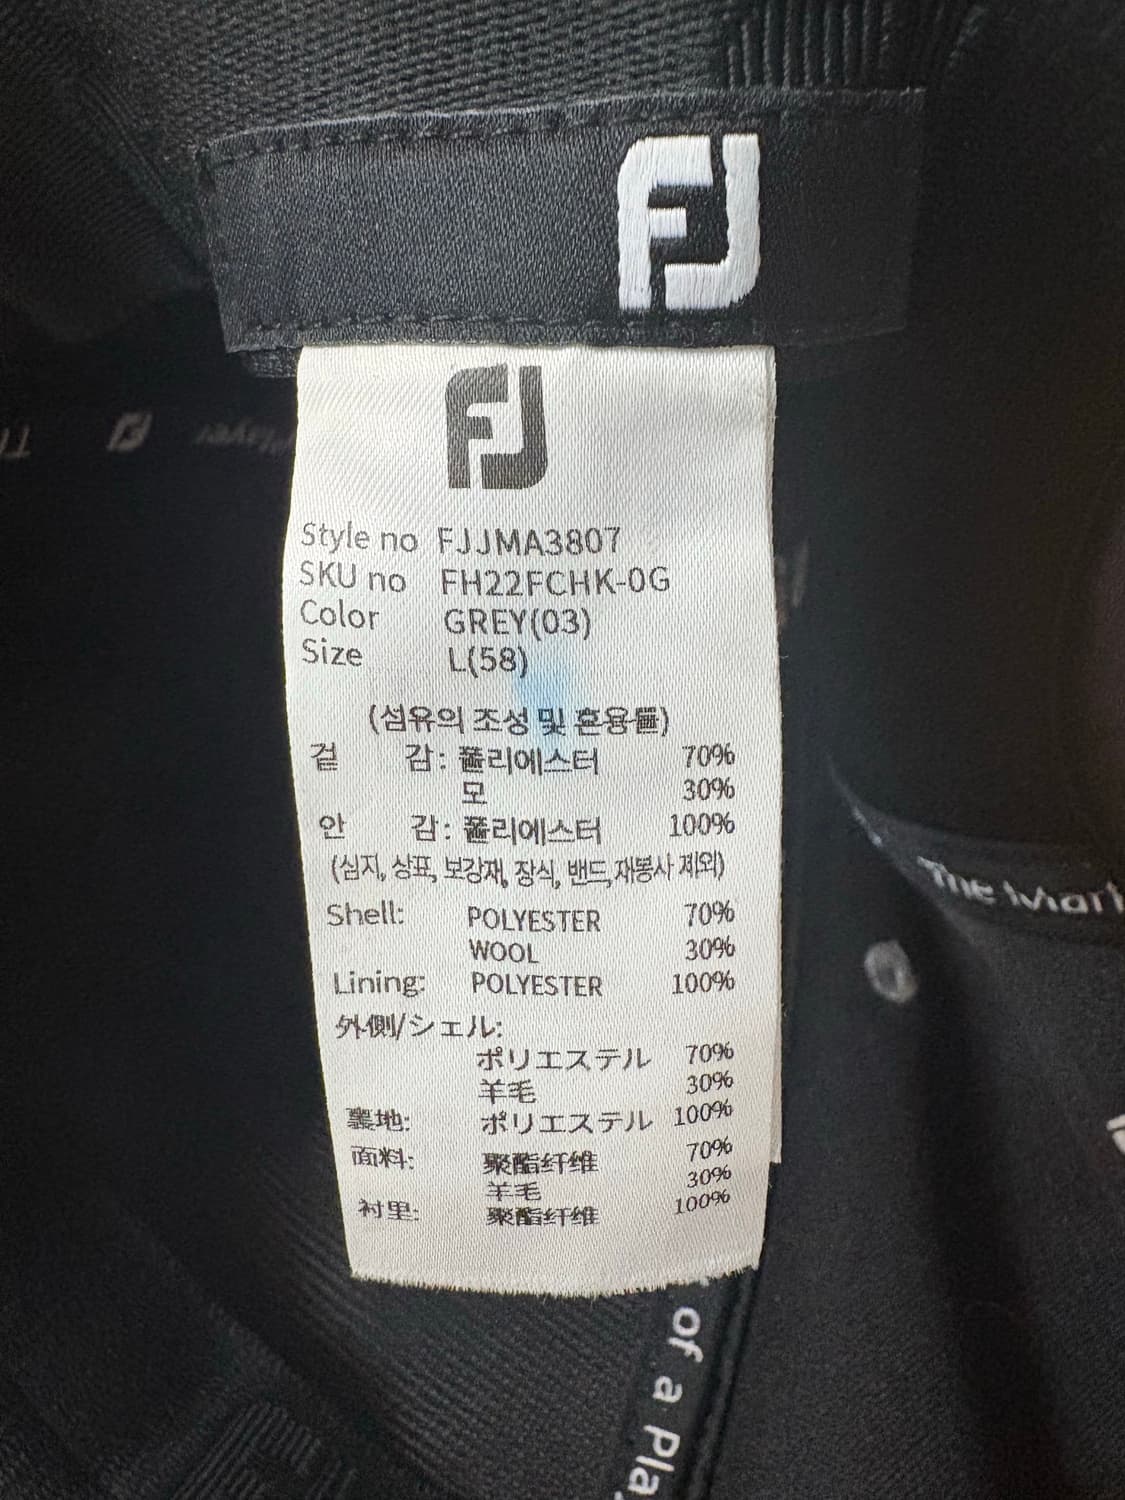 FJ
FJ
Style no FJJMA3807
SKU no FH22FCHK-0G
Color GREY(03)
Size L(58)
(섬유의 조성 및 혼용률)
겉 감: 폴리에스터 70%
모 30%
안 감: 폴리에스터 100%
(심지, 상표, 보강재, 장식, 밴드, 재봉사 제외)
Shell: POLYESTER 70%
WOOL 30%
Lining: POLYESTER 100%
外側/シェル:
ポリエステル 70%
羊毛 30%
裏地: ポリエステル 100%
面料: 聚酯纤维 70%
羊毛 30%
衬里: 聚酯纤维 100%
Player FJ
The Mark
of a Pla